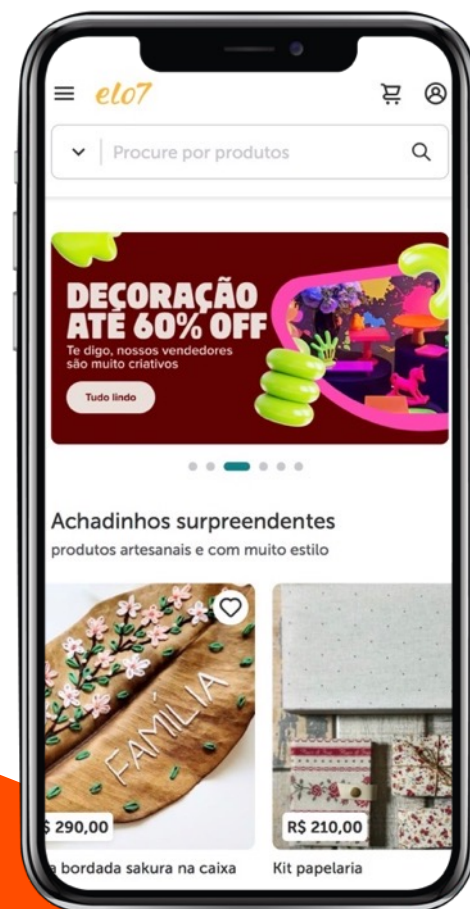 elo7
Procure por produtos
DECORAÇÃO
ATÉ 60% OFF
Te digo, nossos vendedores
são muito criativos
Tudo lindo
Achadinhos surpreendentes
produtos artesanais e com muito estilo
FAMÍLIA
$ 290,00
R$ 210,00
a bordada sakura na caixa
Kit papelaria